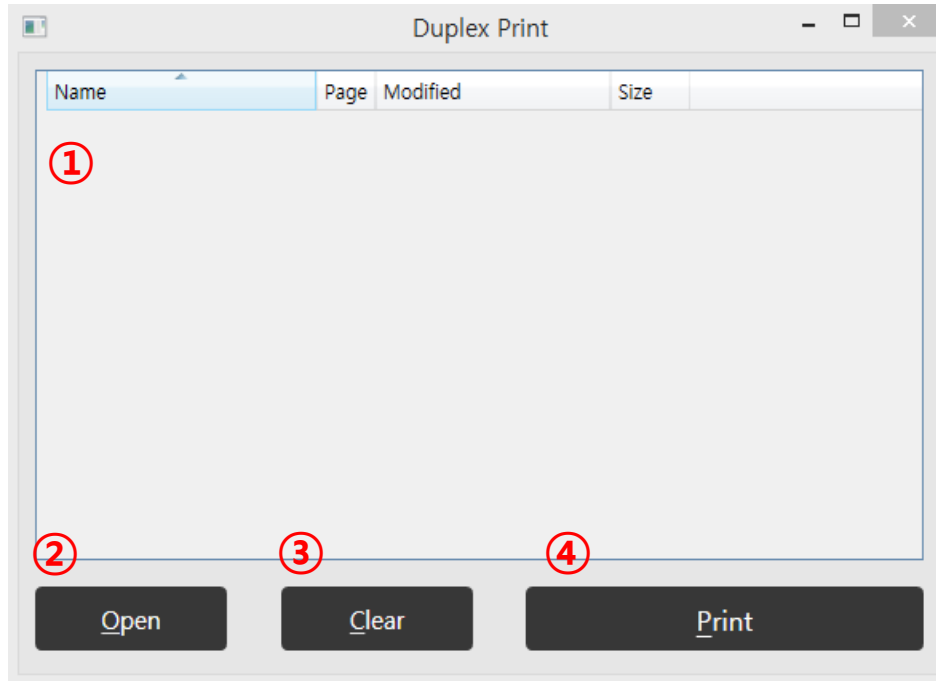 Duplex Print
Name Page Modified Size
①
② ③ ④
Open Clear Print